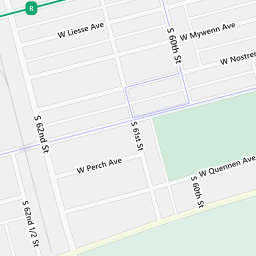 R
W Liesse Ave
S 60th St
W Mywenn Ave
W Nostre
S 62nd St
S 61st St
W Perch Ave
W Quennen Ave
S 60th St
S 62nd 1/2 St